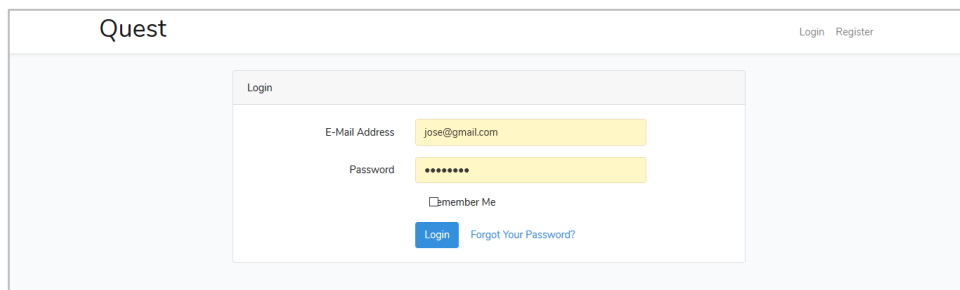 Quest
Login Register
Login
E-Mail Address jose@gmail.com
Password ••••••••
emember Me
Login Forgot Your Password?